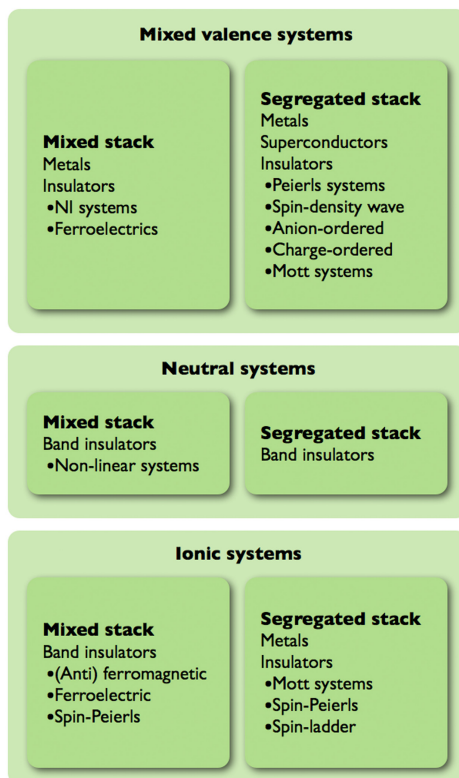 Mixed valence systems
Mixed stack
Metals
Insulators
•NI systems
•Ferroelectrics
Segregated stack
Metals
Superconductors
Insulators
•Peierls systems
•Spin-density wave
•Anion-ordered
•Charge-ordered
•Mott systems
Neutral systems
Mixed stack
Band insulators
•Non-linear systems
Segregated stack
Band insulators
Ionic systems
Mixed stack
Band insulators
•(Anti) ferromagnetic
•Ferroelectric
•Spin-Peierls
Segregated stack
Metals
Insulators
•Mott systems
•Spin-Peierls
•Spin-ladder